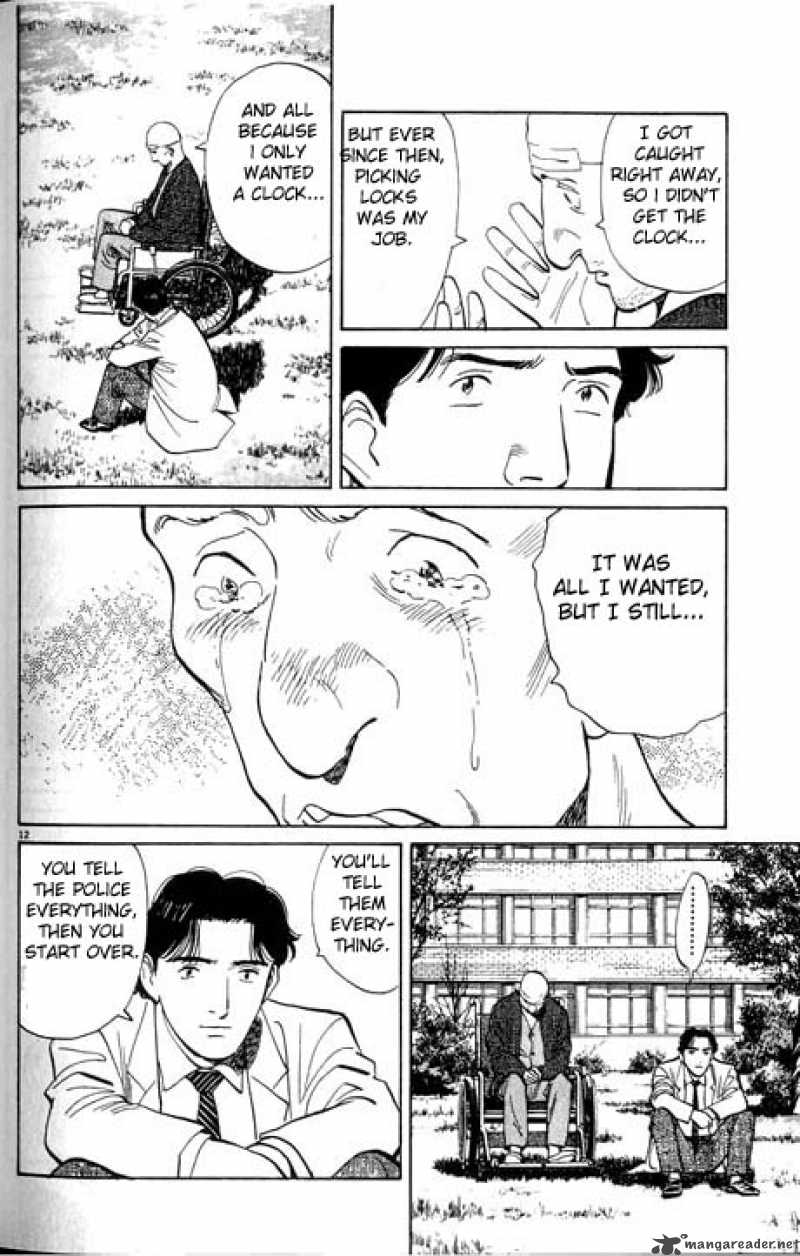 I GOT
CAUGHT
RIGHT AWAY,
SO I DIDN'T
GET THE
CLOCK...
BUT EVER
SINCE THEN,
PICKING
LOCKS
WAS MY
JOB.
AND ALL
BECAUSE
I ONLY
WANTED
A CLOCK...
IT WAS
ALL I WANTED,
BUT I STILL...
12
.........
YOU'LL
TELL
THEM
EVERY-
THING.
YOU TELL
THE POLICE
EVERYTHING,
THEN YOU
START OVER.
mangareader.net